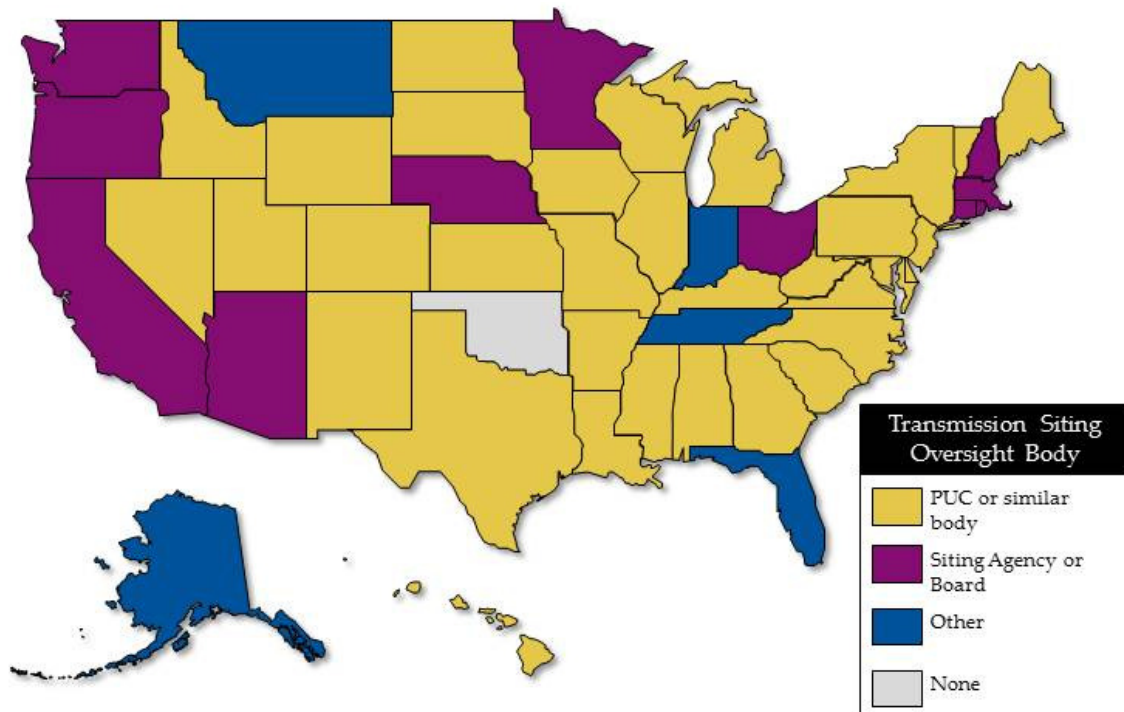 Transmission Siting
Oversight Body
PUC or similar
body
Siting Agency or
Board
Other
None